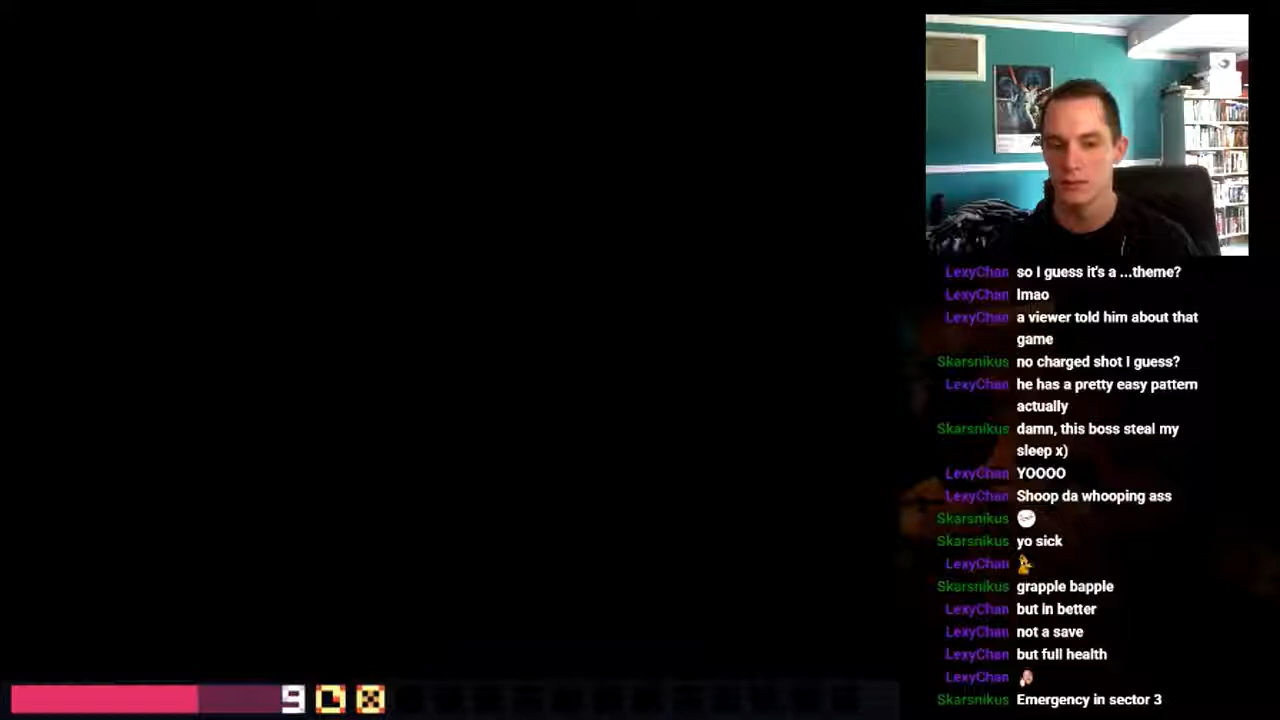 LexyChan so I guess it's a ...theme?
LexyChan lmao
LexyChan a viewer told him about that
game
Skarsnikus no charged shot I guess?
LexyChan he has a pretty easy pattern
actually
Skarsnikus damn, this boss steal my
sleep x)
LexyChan YOOOO
LexyChan Shoop da whooping ass
Skarsnikus
Skarsnikus yo sick
LexyChan
Skarsnikus grapple bapple
LexyChan but in better
LexyChan not a save
LexyChan but full health
LexyChan
Skarsnikus Emergency in sector 3
9